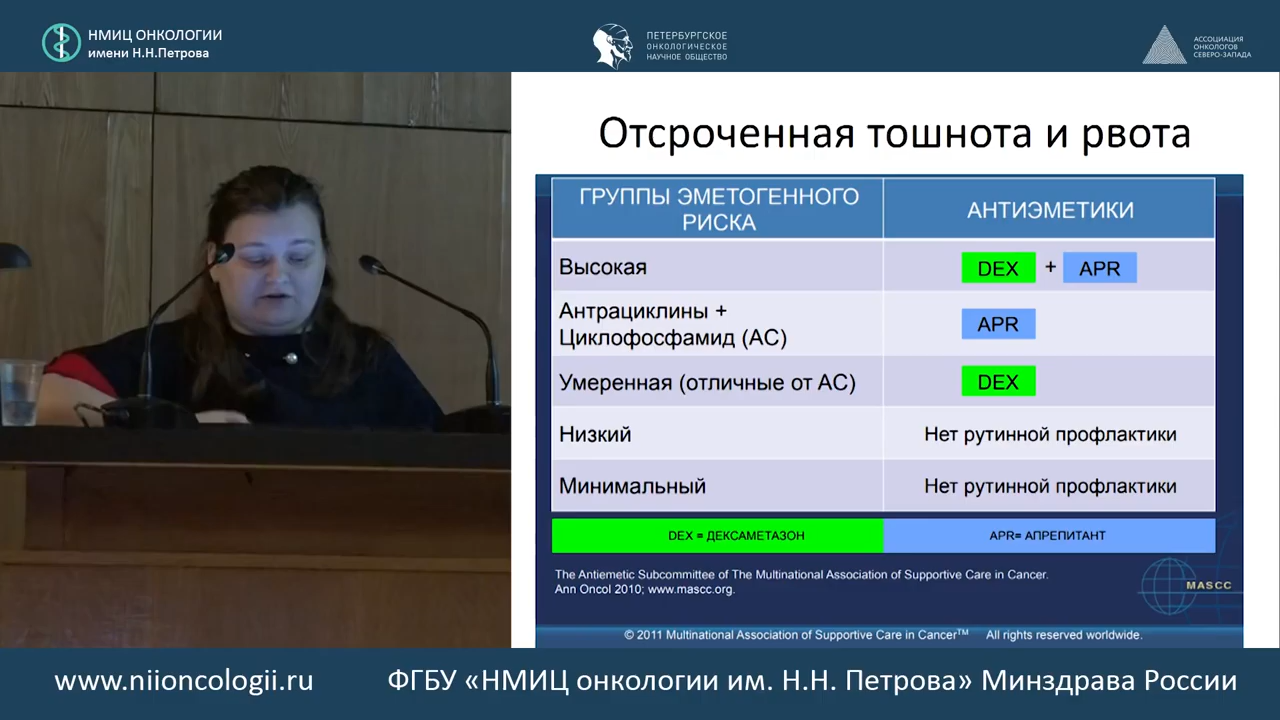 НМИЦ ОНКОЛОГИИ
имени Н.Н.Петрова
ПЕТЕРБУРГСКОЕ
ОНКОЛОГИЧЕСКОЕ
НАУЧНОЕ ОБЩЕСТВО
АССОЦИАЦИЯ
ОНКОЛОГОВ
СЕВЕРО-ЗАПАДА
Отсроченная тошнота и рвота
ГРУППЫ ЭМЕТОГЕННОГО
РИСКА
АНТИЭМЕТИКИ
Высокая
DEX + APR
Антрациклины +
Циклофосфамид (АС)
APR
Умеренная (отличные от АС)
DEX
Низкий
Нет рутинной профилактики
Минимальный
Нет рутинной профлактики
DEX = ДЕКСАМЕТАЗОН
APR= АПРЕПИТАНТ
The Antiemetic Subcommittee of The Multinational Association of Supportive Care in Cancer.
Ann Oncol 2010; www.mascc.org.
MASCC
© 2011 Multinational Association of Supportive Care in Cancer™ All rights reserved worldwide.
www.niioncologii.ru
ФГБУ «НМИЦ онкологии им. Н.Н. Петрова» Минздрава России